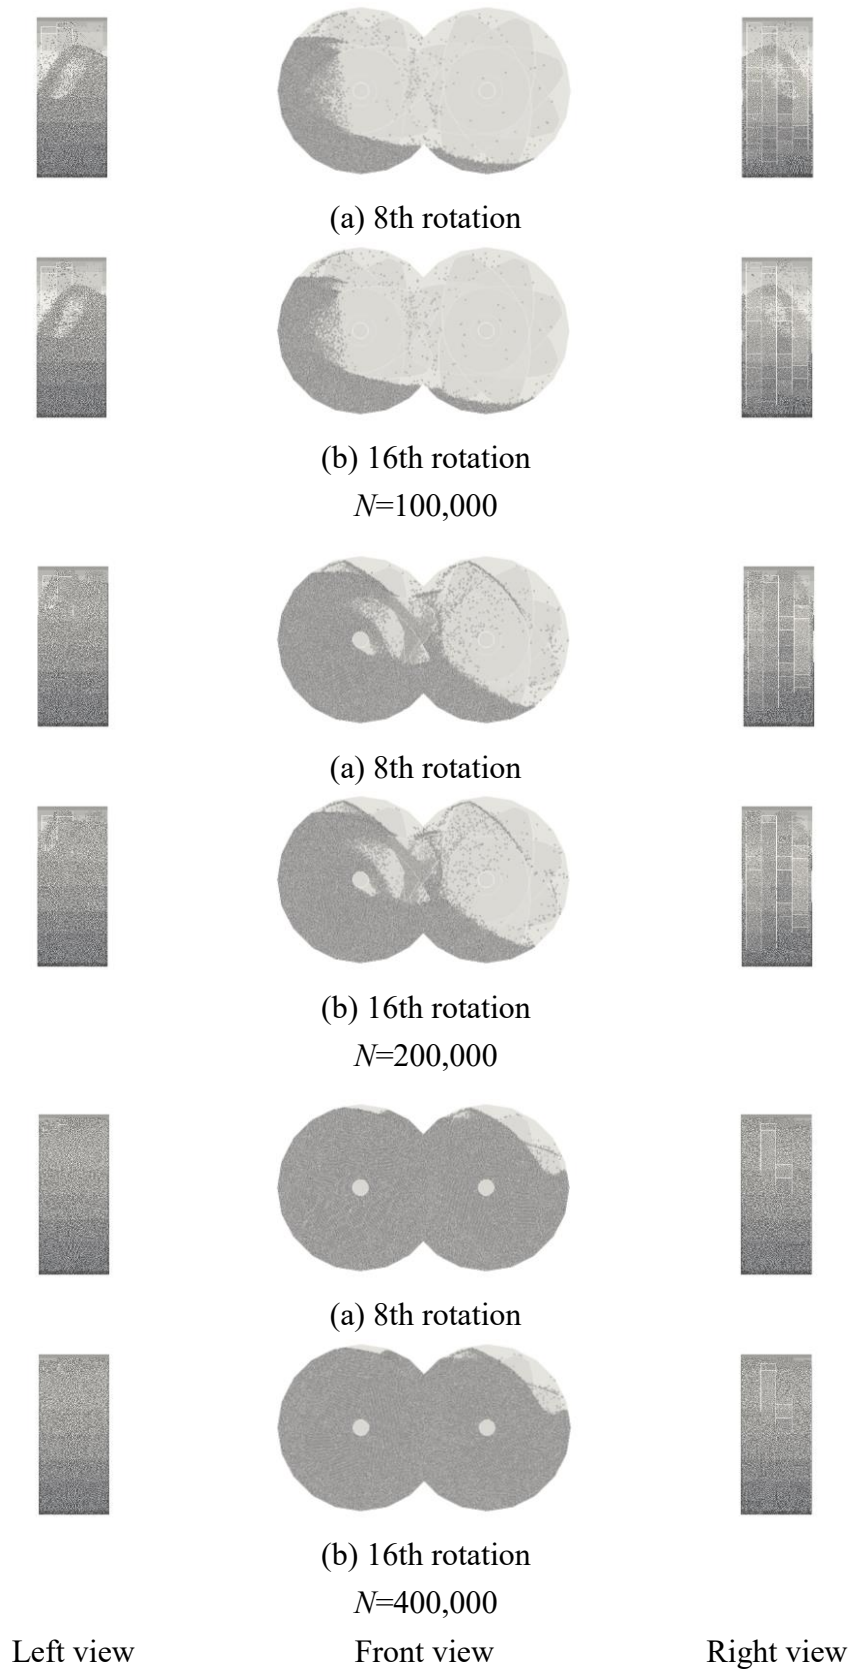 (a) 8th rotation
(b) 16th rotation
N=100,000
(a) 8th rotation
(b) 16th rotation
N=200,000
(a) 8th rotation
(b) 16th rotation
N=400,000
Left view Front view Right view